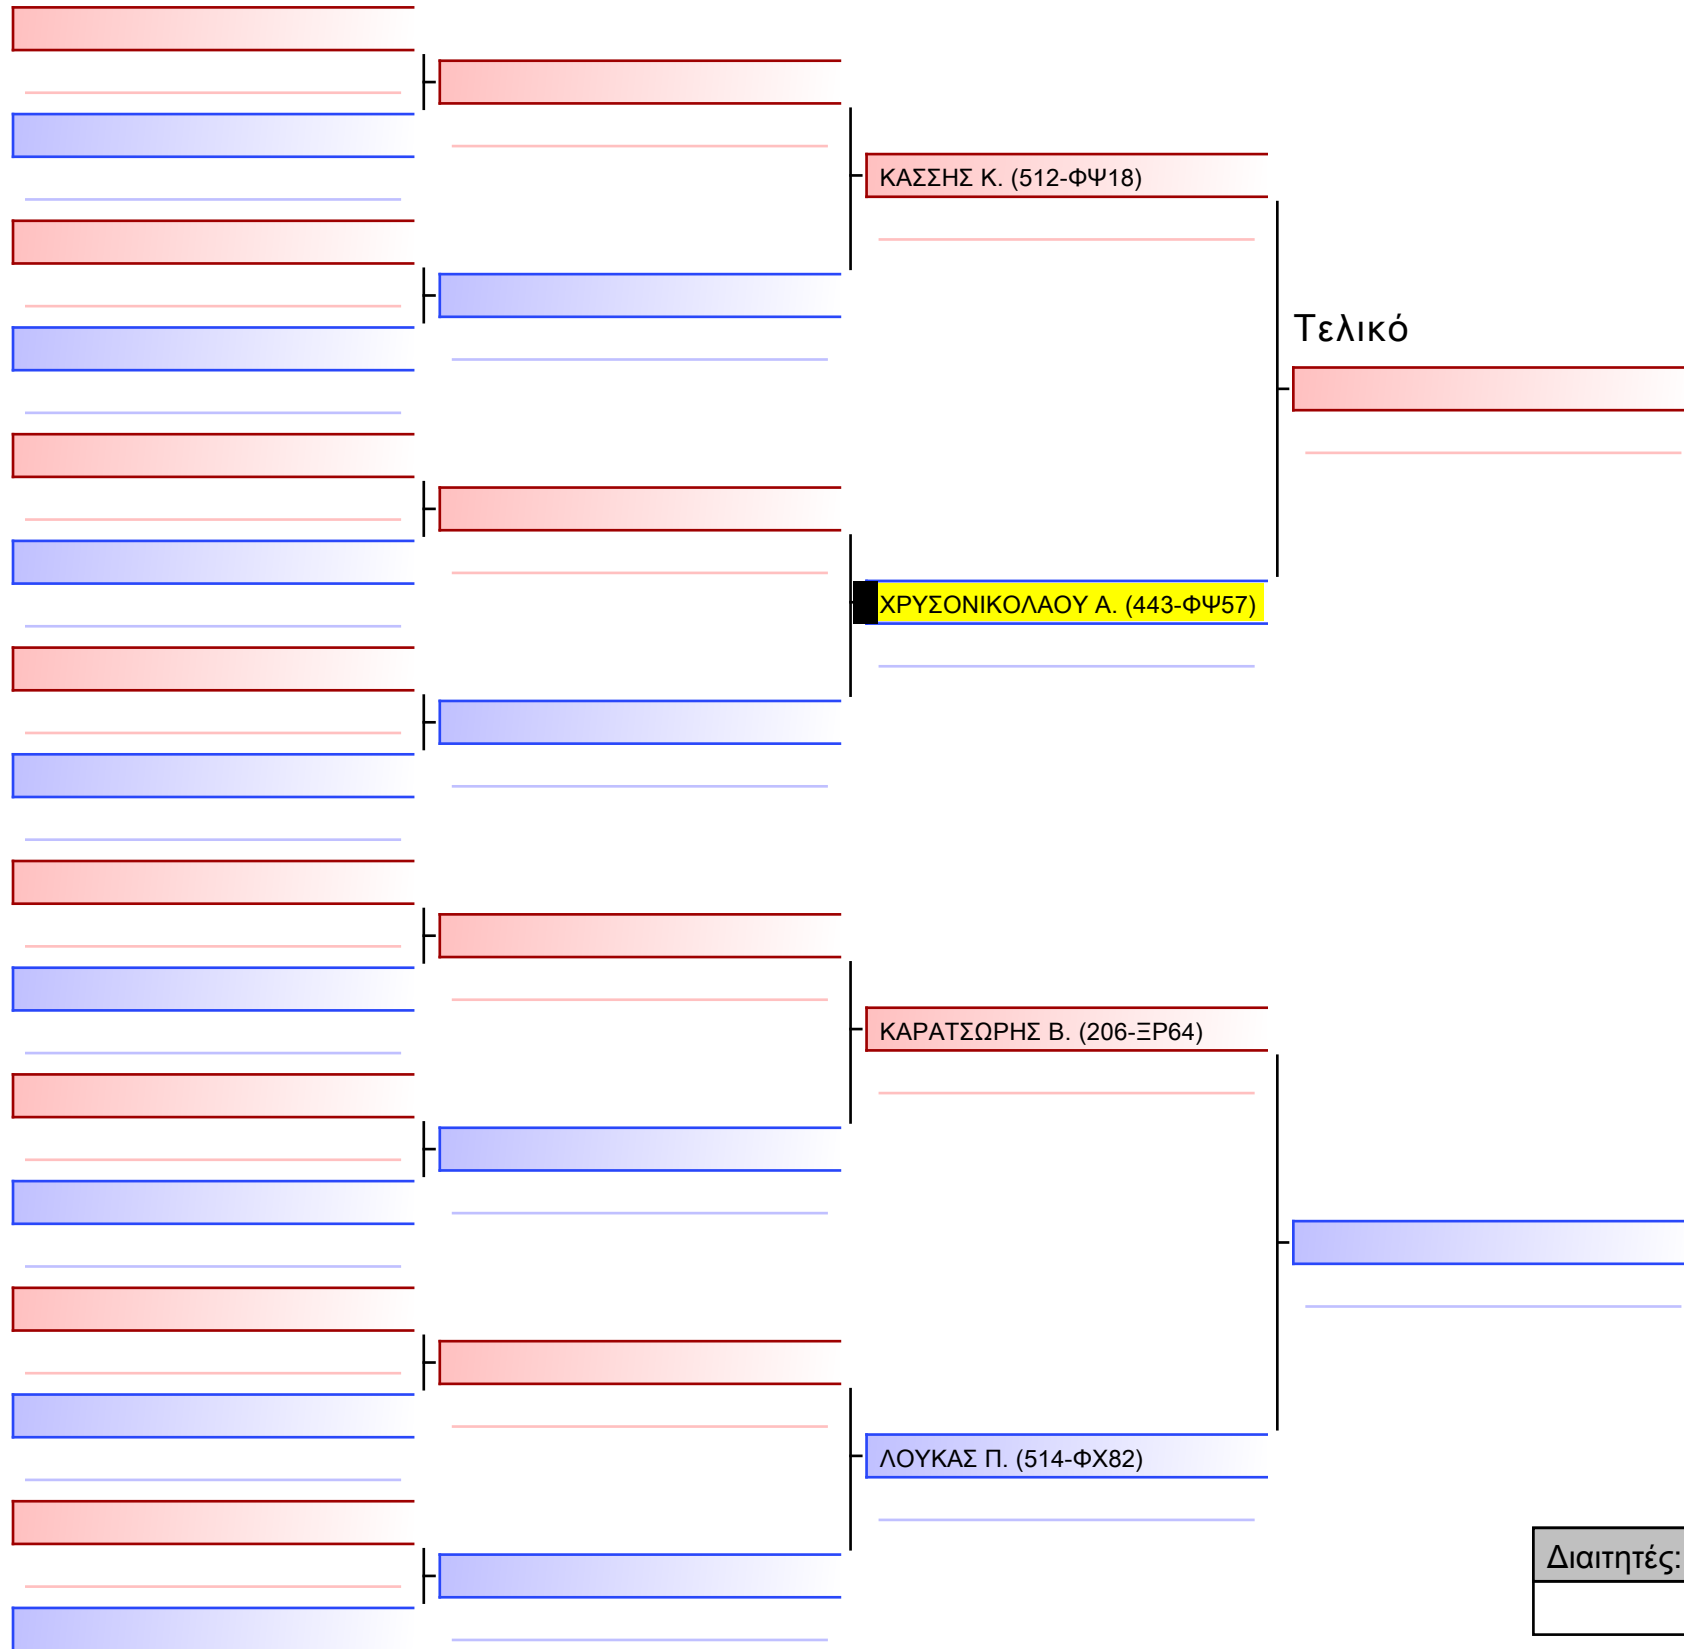 ΚΑΣΣΗΣ Κ. (512-ΦΨ18)
Τελικό
ΧΡΥΣΟΝΙΚΟΛΑΟΥ Α. (443-ΦΨ57)
ΚΑΡΑΤΣΩΡΗΣ Β. (206-ΞΡ64)
ΛΟΥΚΑΣ Π. (514-ΦΧ82)
Διαιτητές: